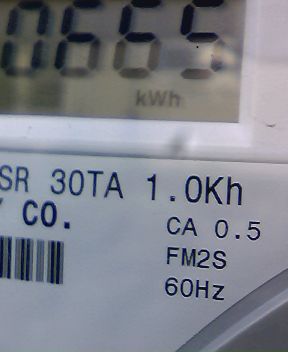 0665
kWh
SR 30TA 1.0Kh
Y CO.
CA 0.5
FM2S
60Hz